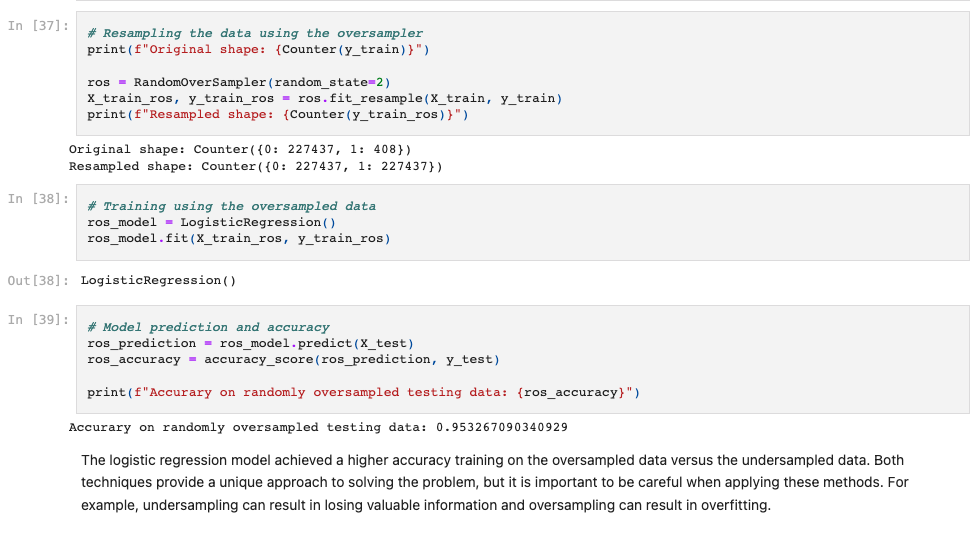 In [37]:
# Resampling the data using the oversampler
print(f"Original shape: {Counter(y_train)}")
ros = RandomOverSampler(random_state=2)
X_train_ros, y_train_ros = ros.fit_resample(X_train, y_train)
print(f"Resampled shape: {Counter(y_train_ros)}")
Original shape: Counter({0: 227437, 1: 408})
Resampled shape: Counter({0: 227437, 1: 227437})
In [38]:
# Training using the oversampled data
ros_model = LogisticRegression()
ros_model.fit(X_train_ros, y_train_ros)
Out[38]: LogisticRegression()
In [39]:
# Model prediction and accuracy
ros_prediction = ros_model.predict(X_test)
ros_accuracy = accuracy_score(ros_prediction, y_test)
print(f"Accurary on randomly oversampled testing data: {ros_accuracy}")
Accurary on randomly oversampled testing data: 0.953267090340929
The logistic regression model achieved a higher accuracy training on the oversampled data versus the undersampled data. Both
techniques provide a unique approach to solving the problem, but it is important to be careful when applying these methods. For
example, undersampling can result in losing valuable information and oversampling can result in overfitting.